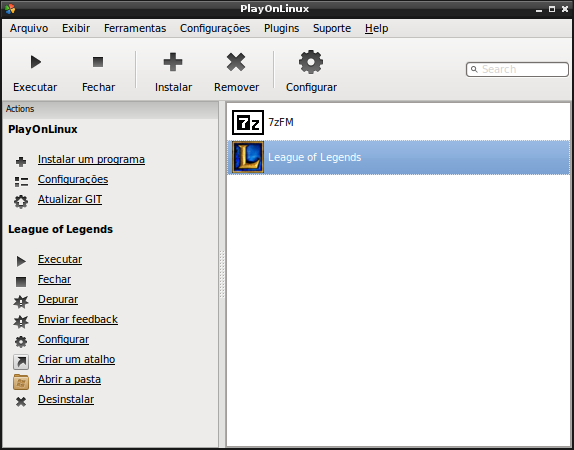 PlayOnLinux
Arquivo Exibir Ferramentas Configurações Plugins Suporte Help
Executar Fechar Instalar Remover Configurar Search
Actions
PlayOnLinux
Instalar um programa
Configurações
Atualizar GIT
League of Legends
Executar
Fechar
Depurar
Enviar feedback
Configurar
Criar um atalho
Abrir a pasta
Desinstalar
7z 7zFM
L League of Legends